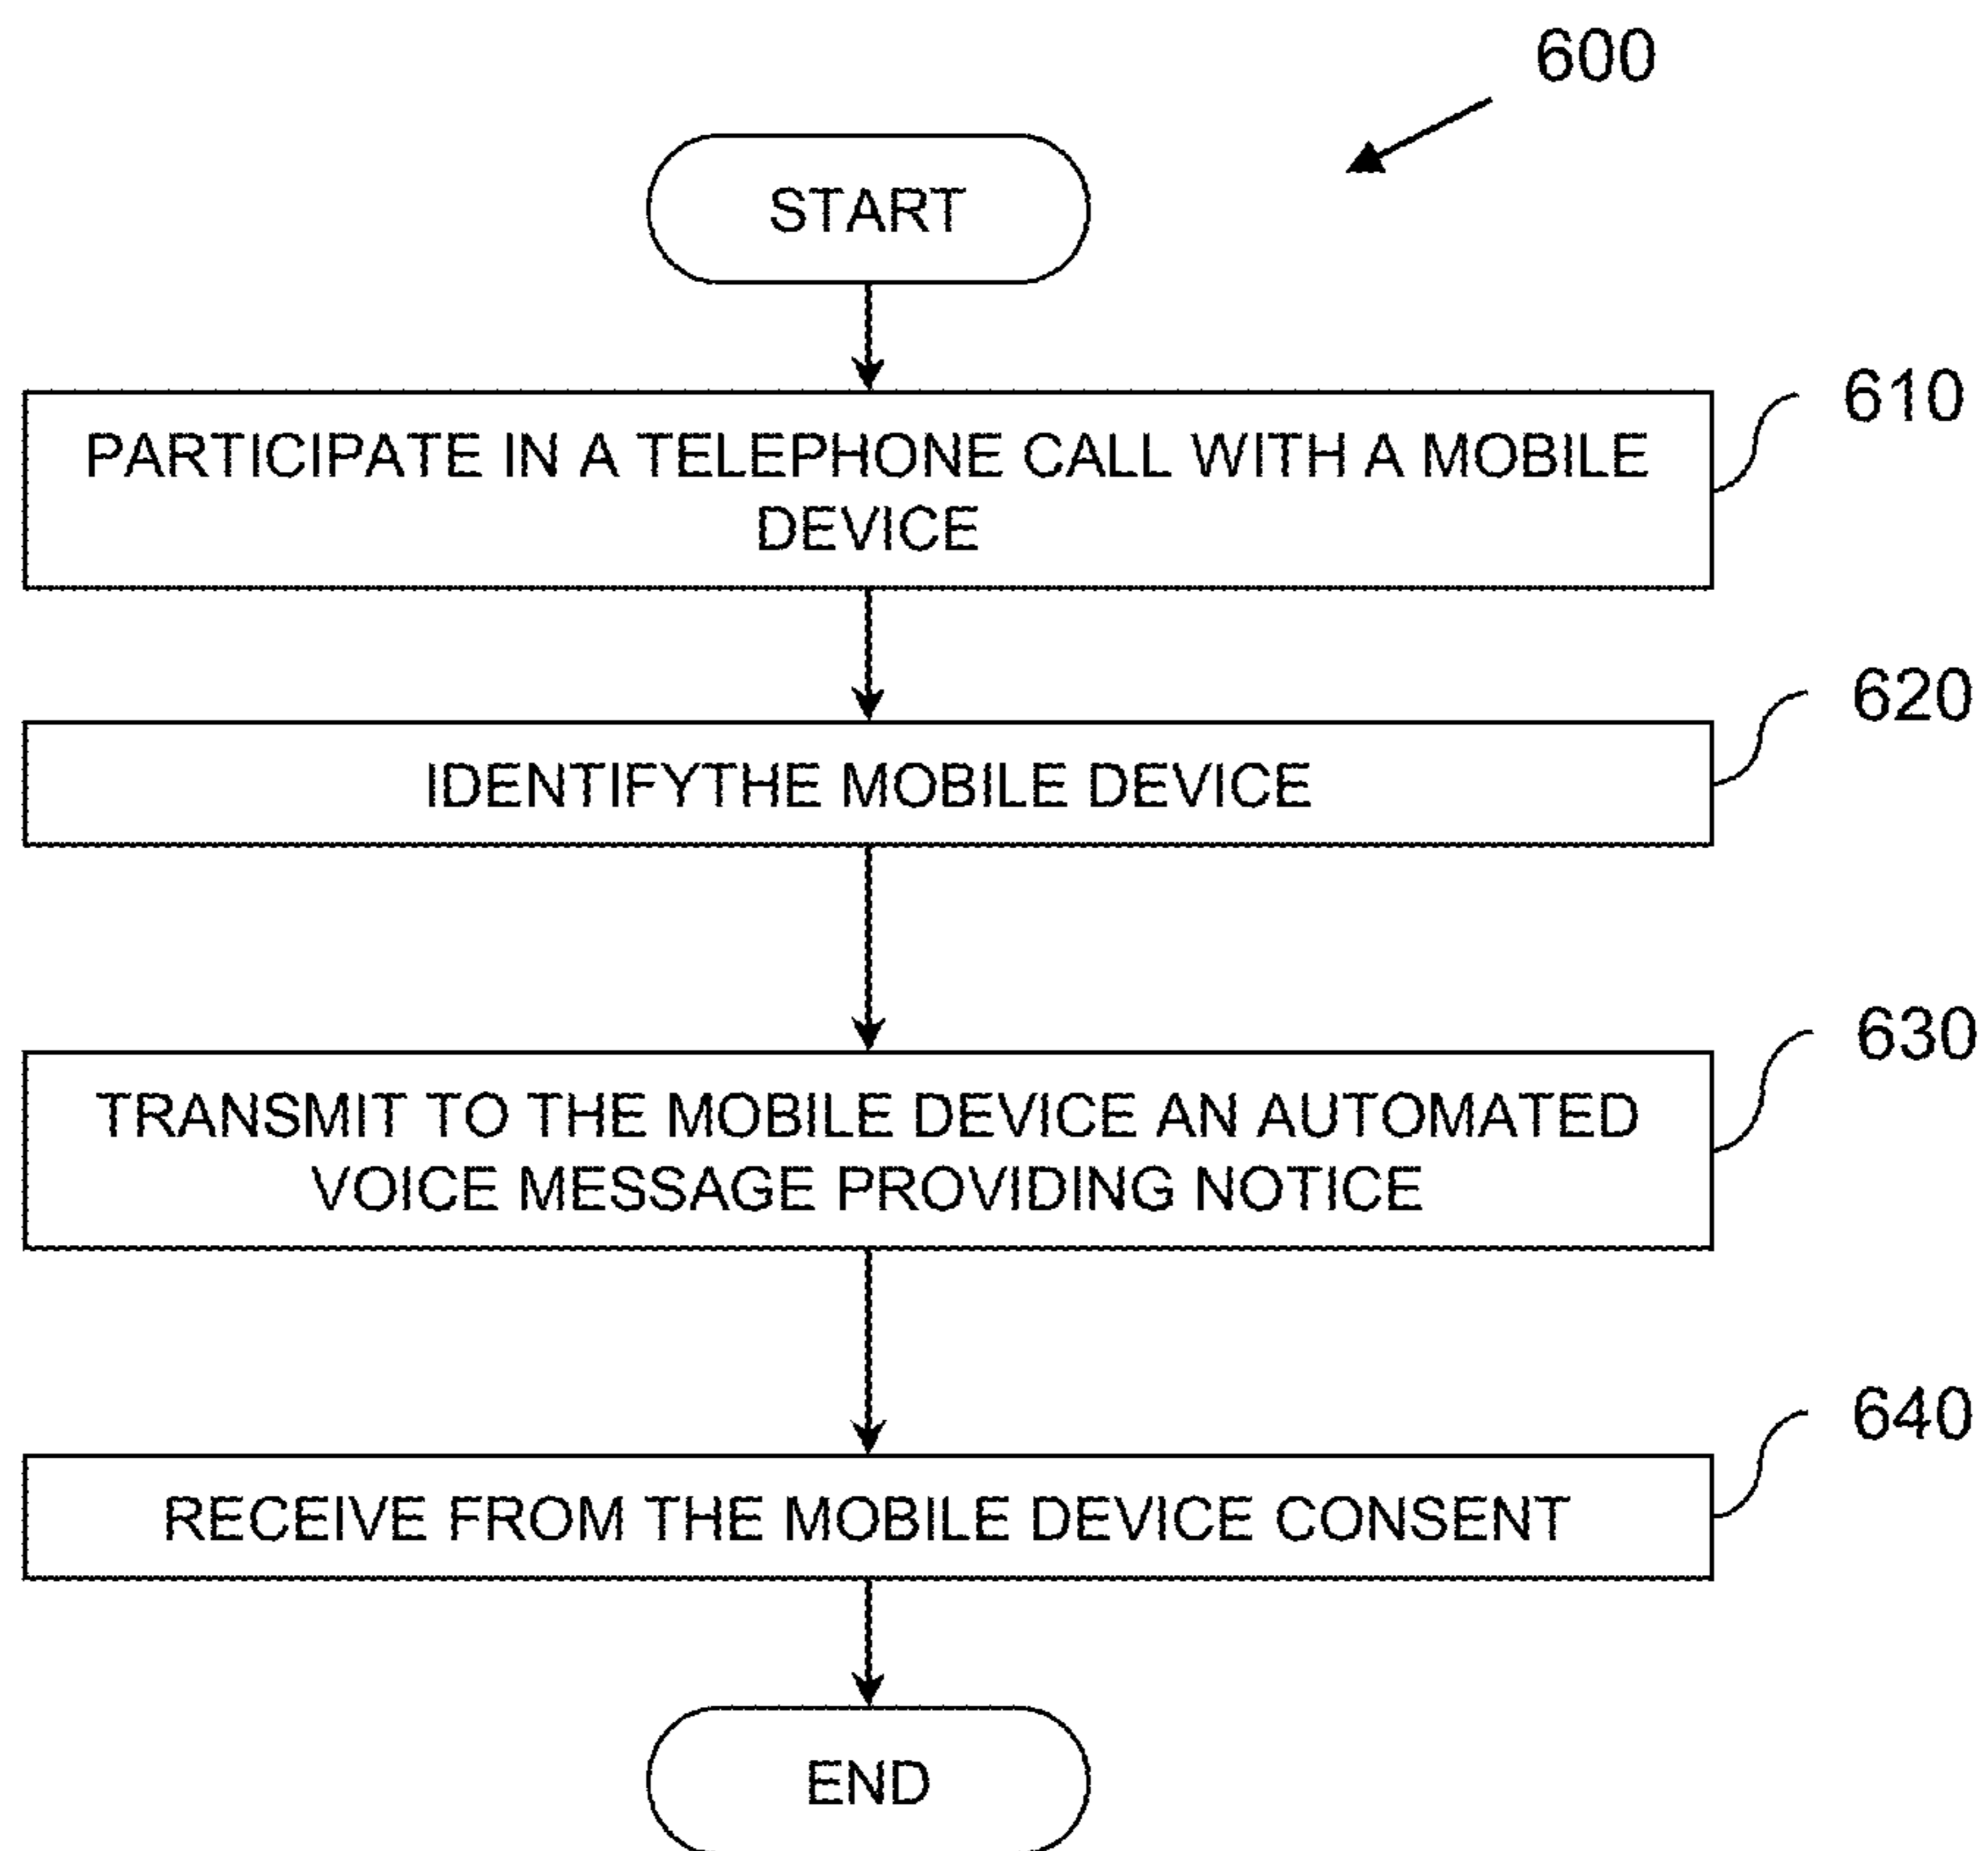 600
START
610
PARTICIPATE IN A TELEPHONE CALL WITH A MOBILE
DEVICE
620
IDENTIFYTHE MOBILE DEVICE
630
TRANSMIT TO THE MOBILE DEVICE AN AUTOMATED
VOICE MESSAGE PROVIDING NOTICE
640
RECEIVE FROM THE MOBILE DEVICE CONSENT
END